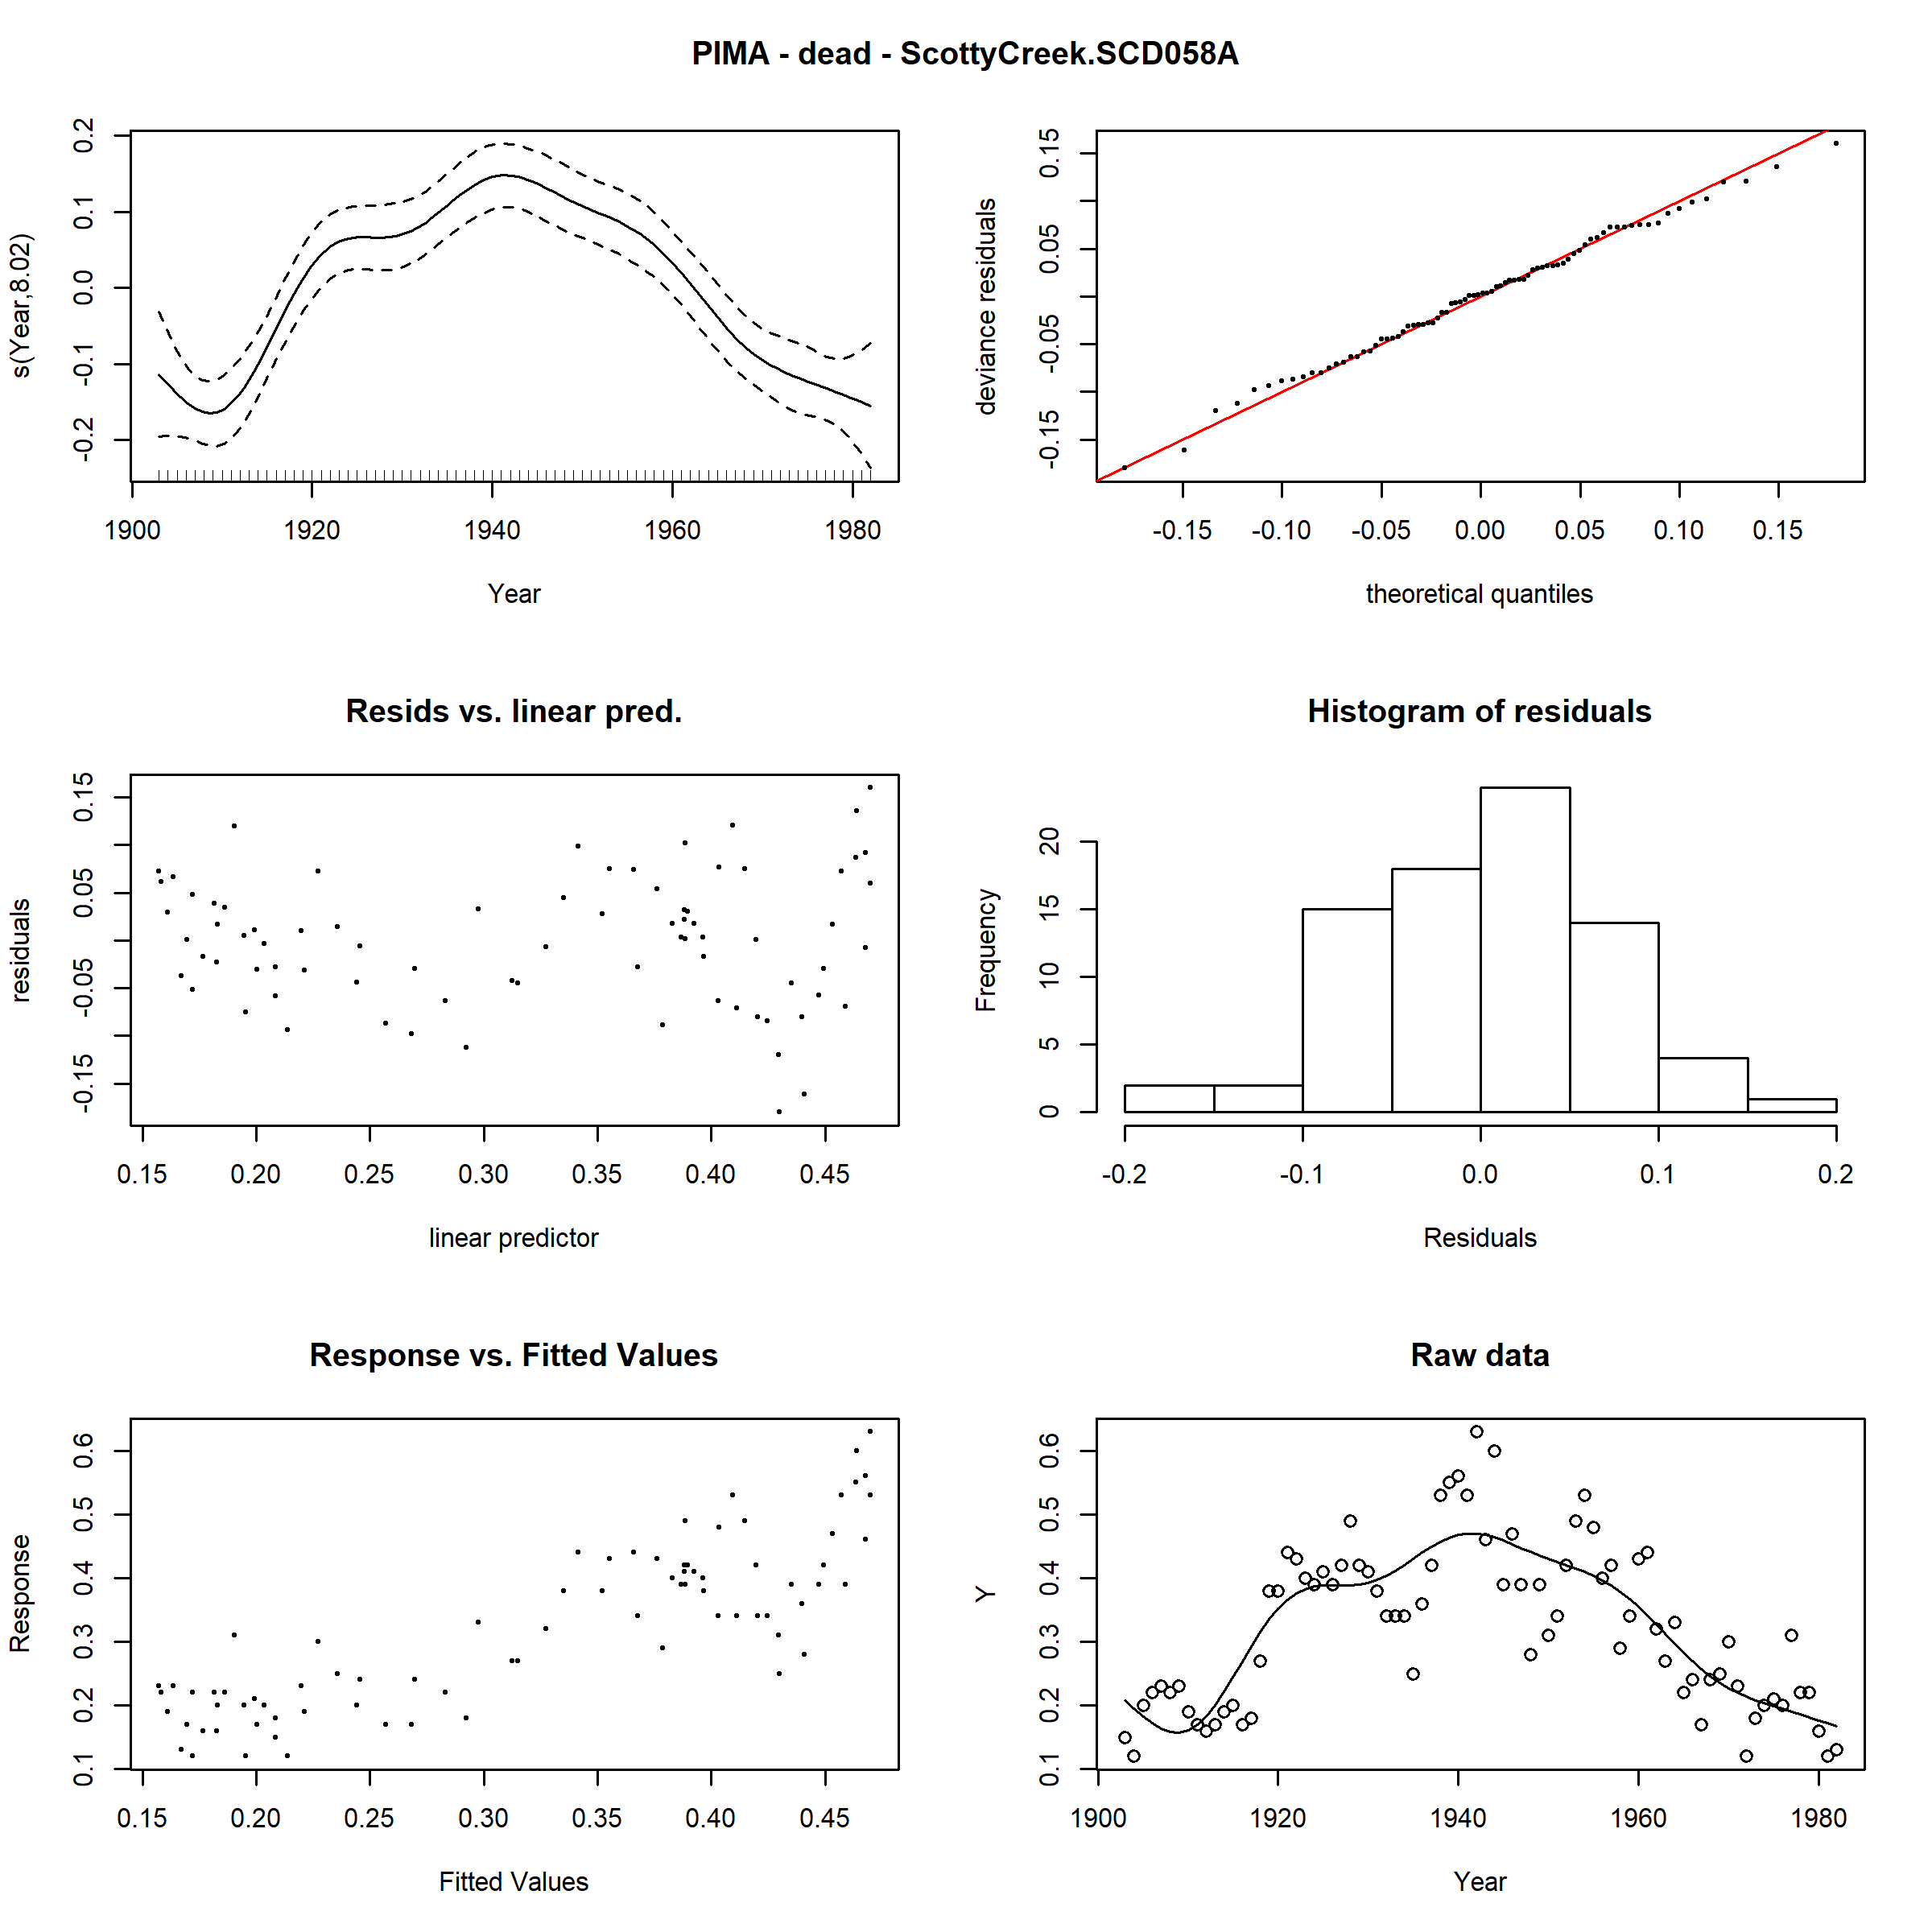 PIMA - dead - ScottyCreek.SCD058A
s(Year,8.02)
-0.2 -0.1 0.0 0.1 0.2
1900 1920 1940 1960 1980
Year
deviance residuals
-0.15 -0.05 0.05 0.15
-0.15 -0.10 -0.05 0.00 0.05 0.10 0.15
theoretical quantiles
Resids vs. linear pred.
residuals
-0.15 -0.05 0.05 0.15
0.15 0.20 0.25 0.30 0.35 0.40 0.45
linear predictor
Histogram of residuals
Frequency
0 5 10 15 20
-0.2 -0.1 0.0 0.1 0.2
Residuals
Response vs. Fitted Values
Response
0.1 0.2 0.3 0.4 0.5 0.6
0.15 0.20 0.25 0.30 0.35 0.40 0.45
Fitted Values
Raw data
Y
0.1 0.2 0.3 0.4 0.5 0.6
1900 1920 1940 1960 1980
Year